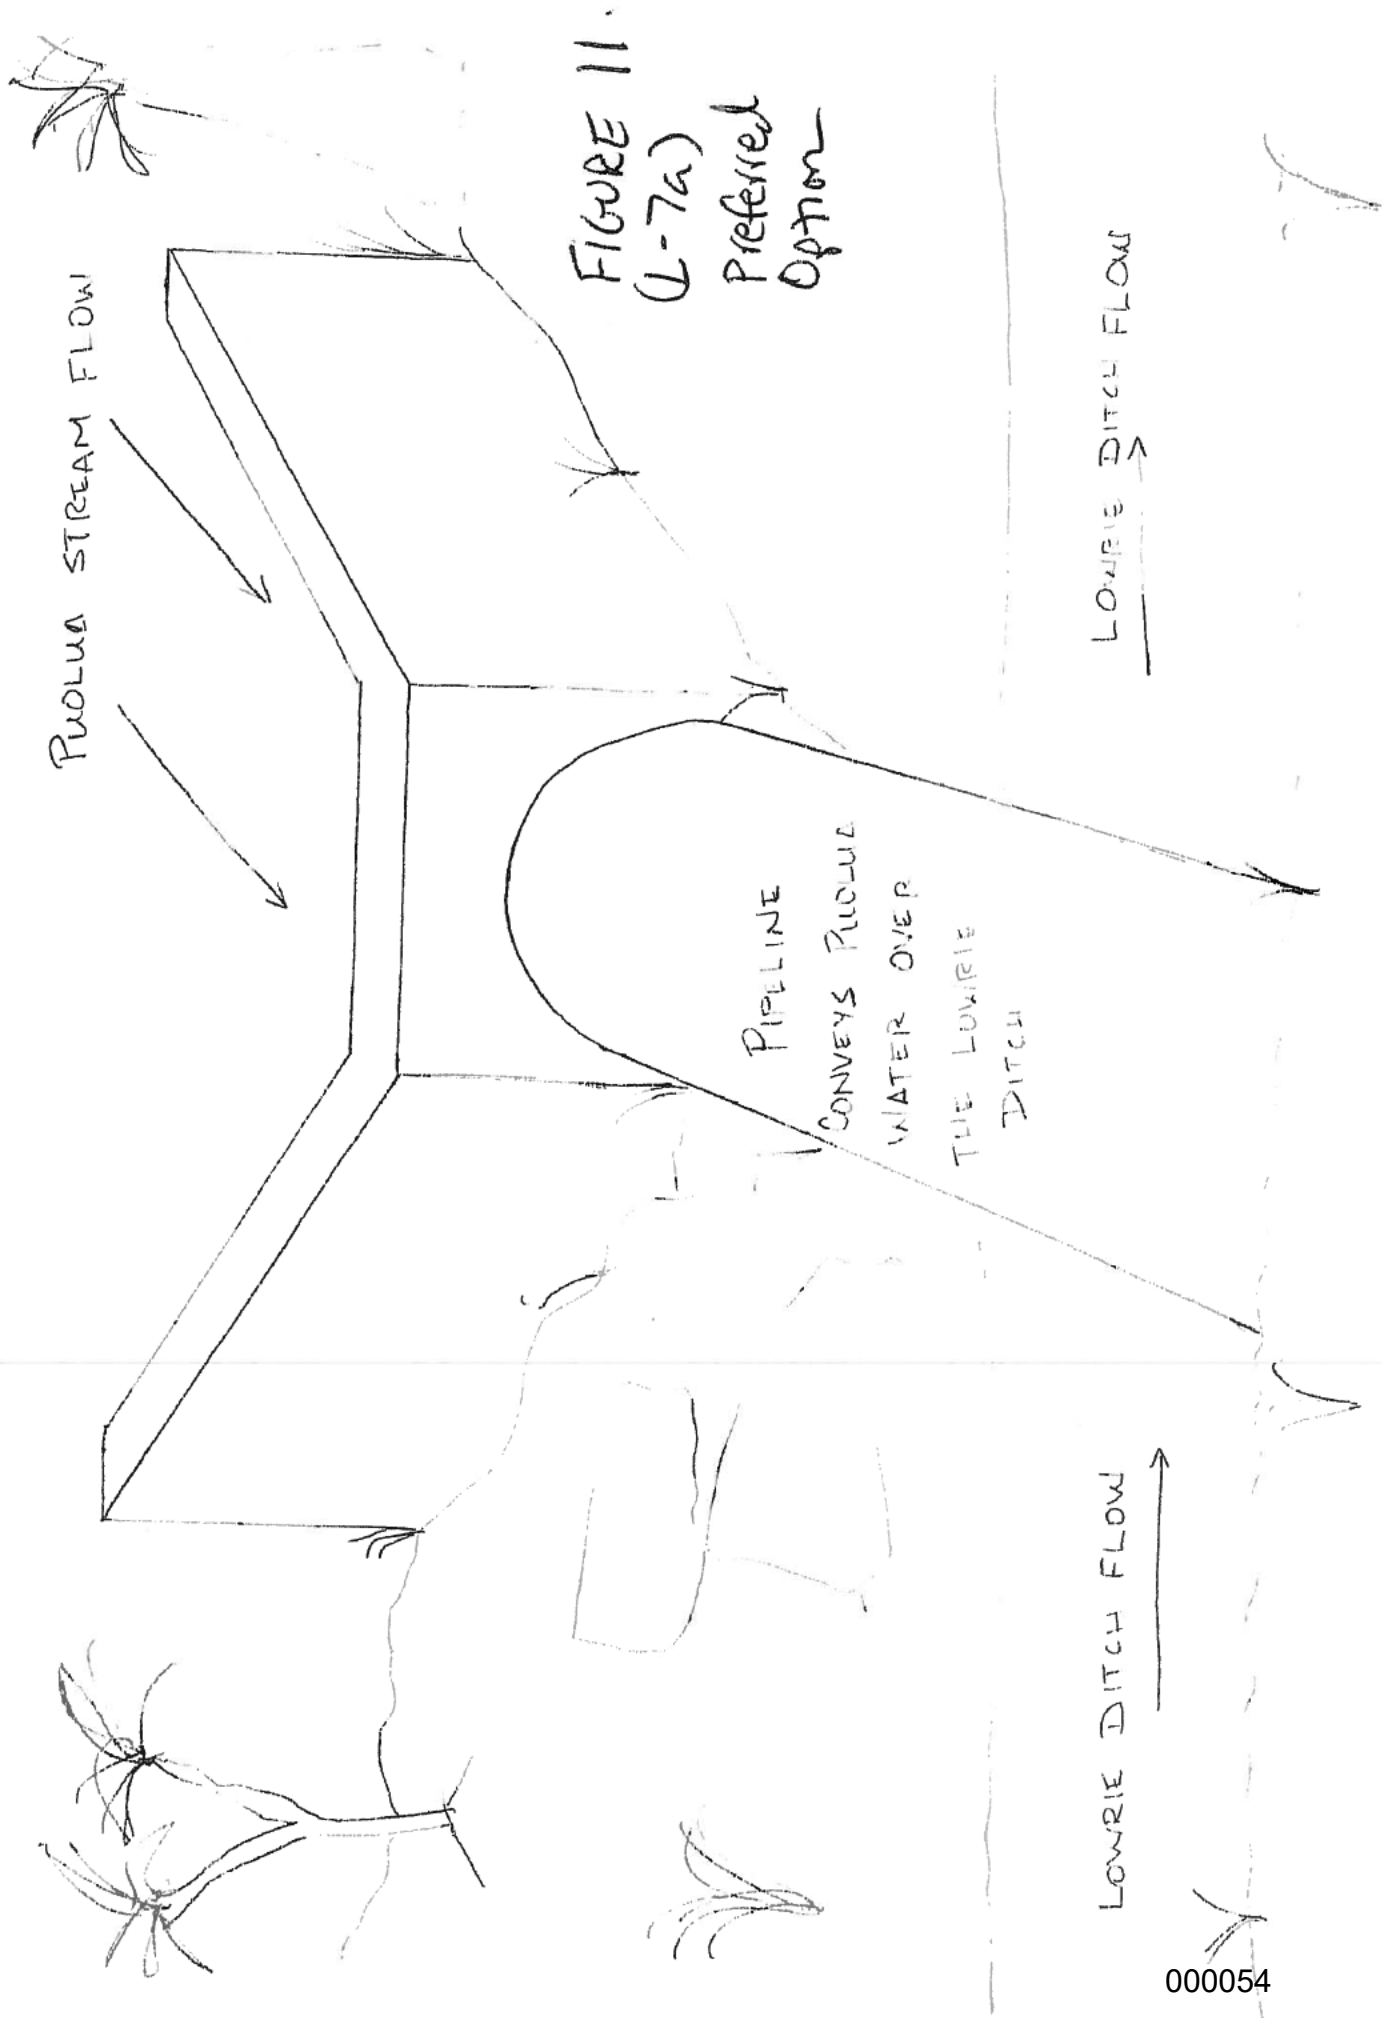 PUOLUA STREAM FLOW
FIGURE 11.
(L-7a)
Preferred
Option
PIPELINE
CONVEYS PUOLUA
WATER OVER
THE LOWRIE
DITCH
LOWRIE DITCH FLOW
LOWRIE DITCH FLOW
000054